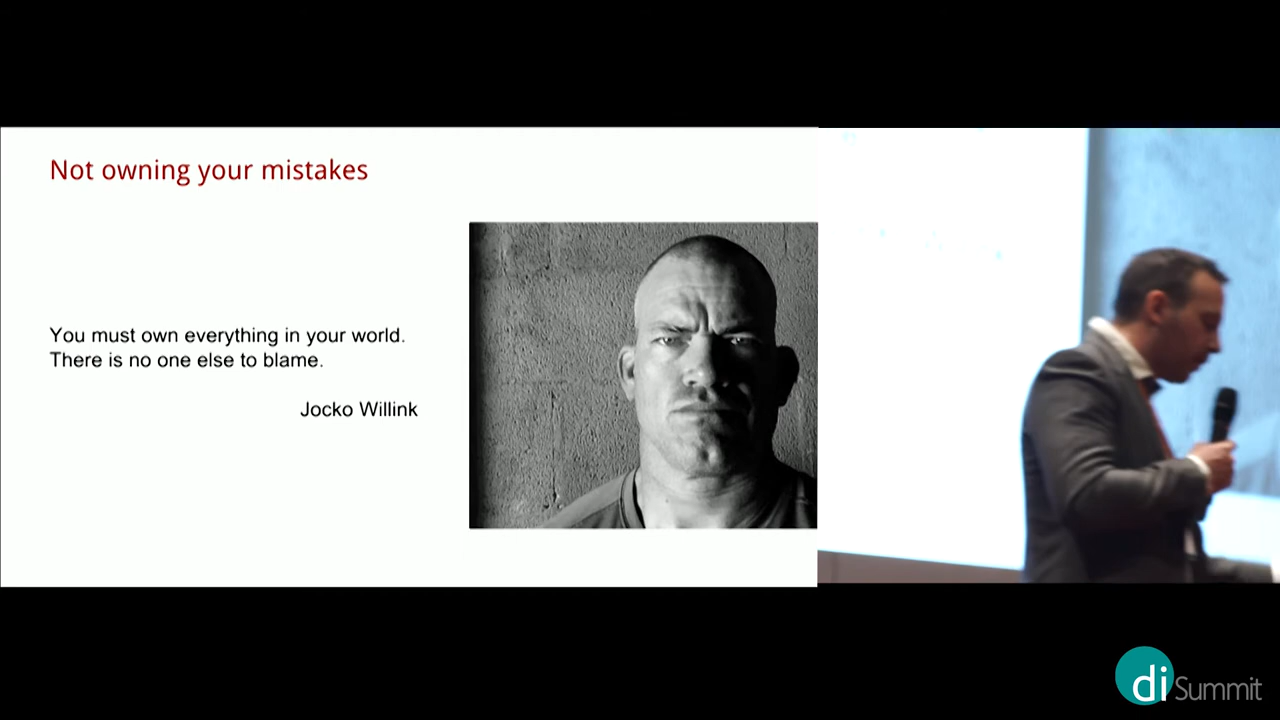 Not owning your mistakes
You must own everything in your world.
There is no one else to blame.
Jocko Willink
di Summit